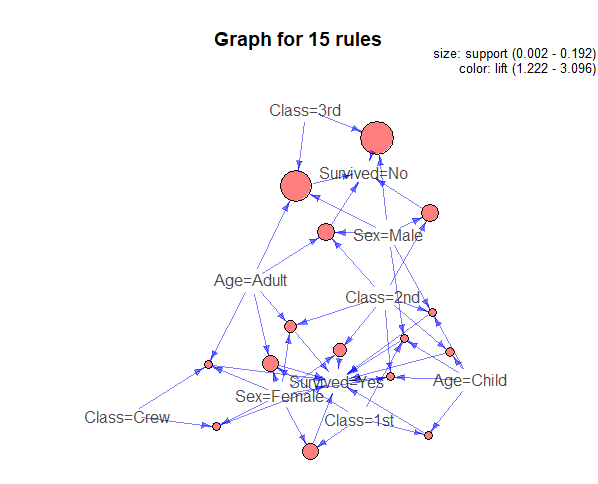 Graph for 15 rules
size: support (0.002 - 0.192)
color: lift (1.222 - 3.096)
Class=3rd
Survived=No
Sex=Male
Age=Adult
Class=2nd
Survived=Yes
Age=Child
Sex=Female
Class=Crew
Class=1st